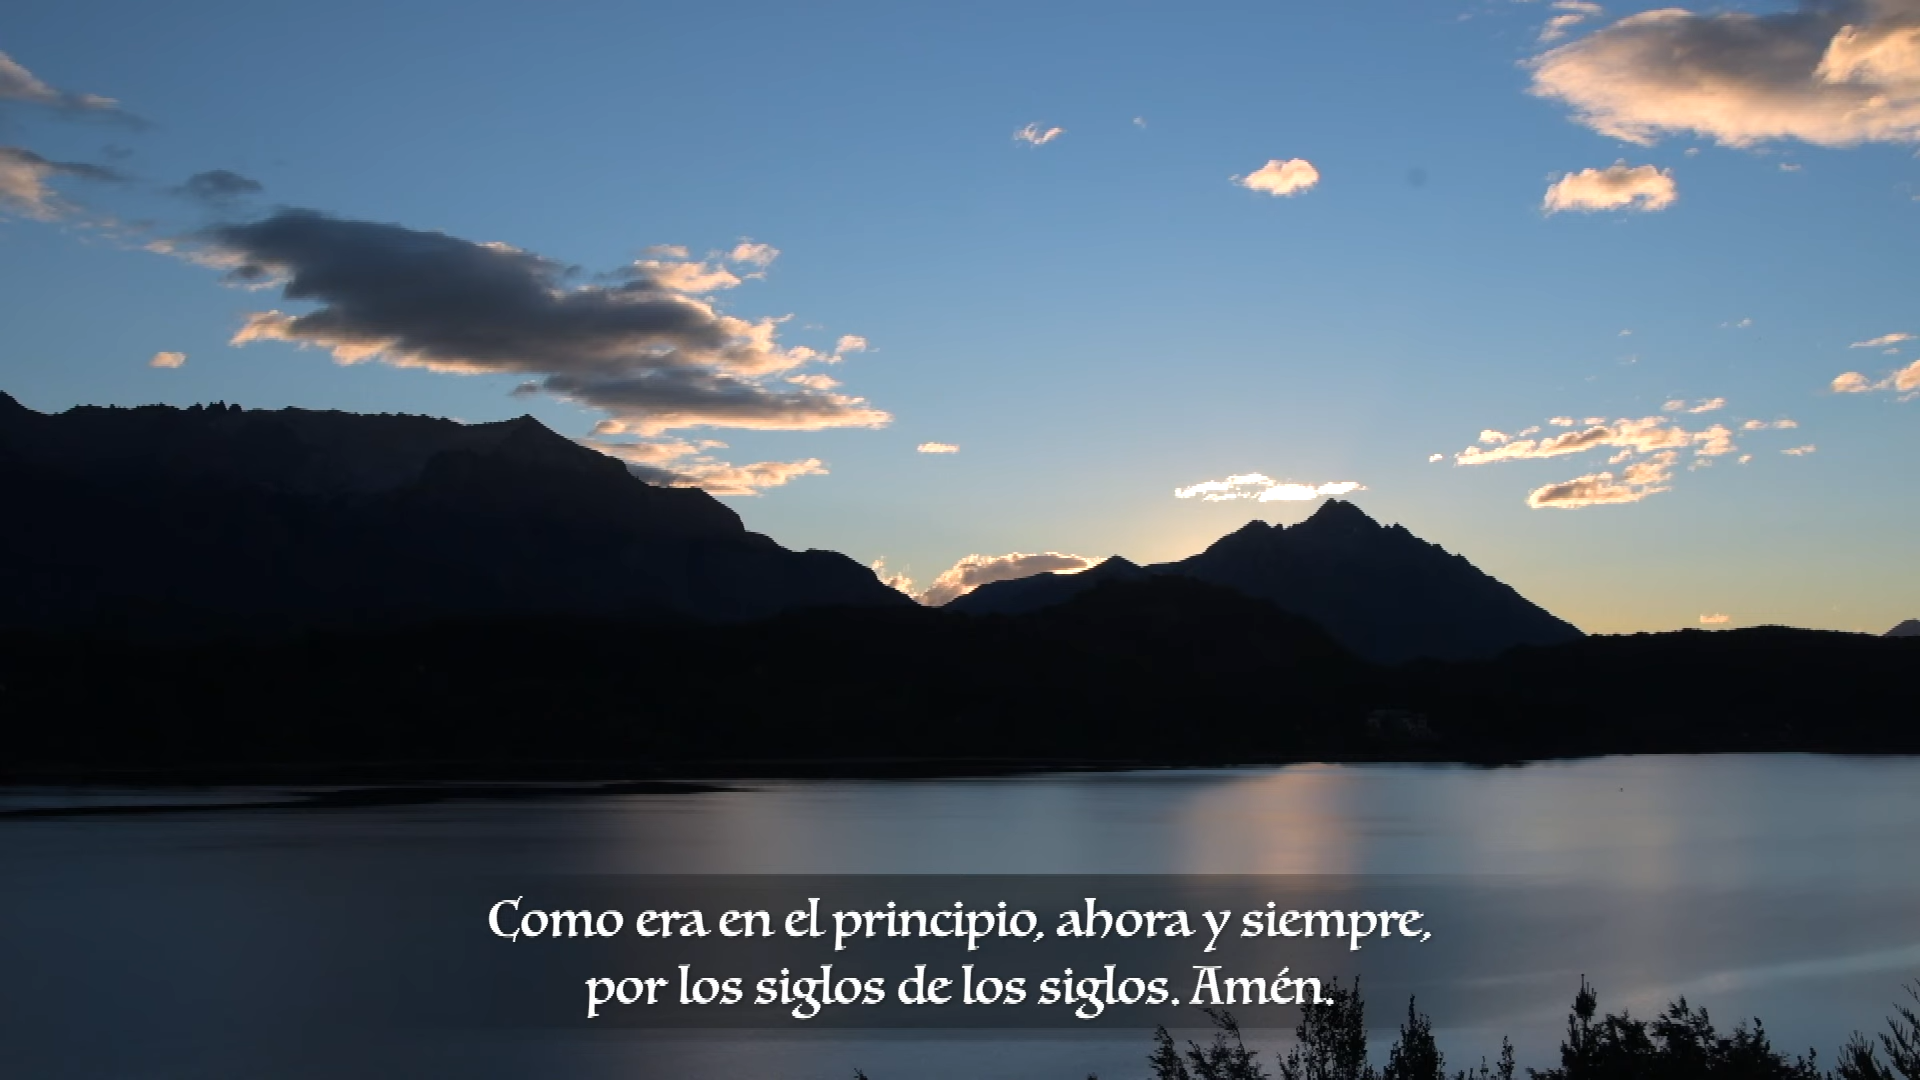 Como era en el principio, ahora y siempre,
por los siglos de los siglos. Amén.